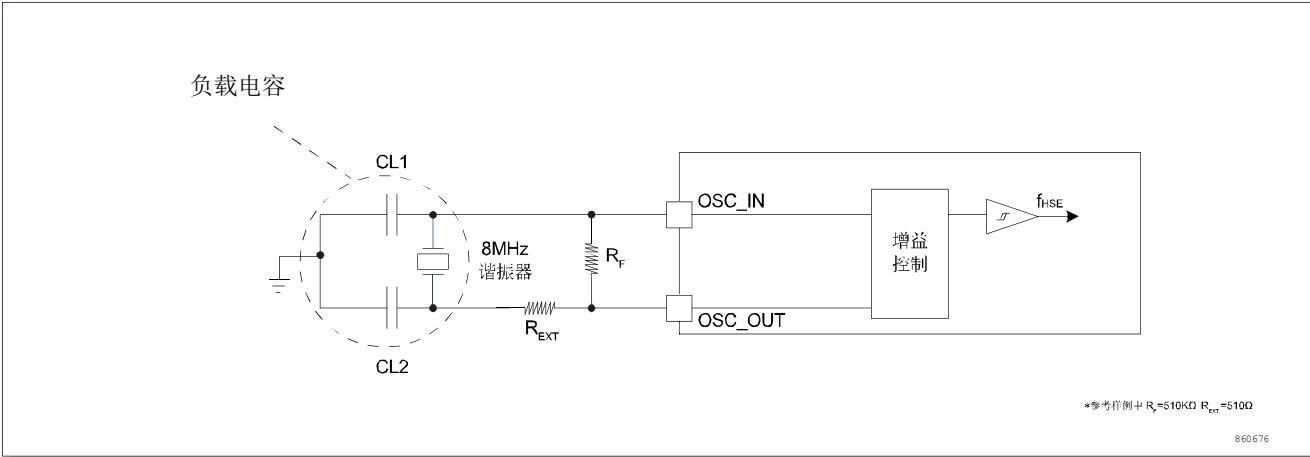 负载电容
CL1
OSC_IN
fHSE
8MHz
谐振器
RF
增益
控制
REXT
OSC_OUT
CL2
*参考样例中 RF=510KΩ REXT=510Ω
860676